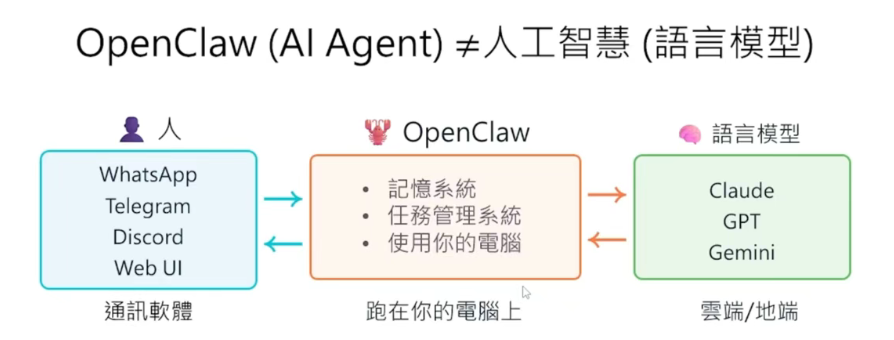 OpenClaw (AI Agent) ≠人工智慧 (語言模型)
人
WhatsApp
Telegram
Discord
Web UI
通訊軟體
OpenClaw
• 記憶系統
• 任務管理系統
• 使用你的電腦
跑在你的電腦上
語言模型
Claude
GPT
Gemini
雲端/地端